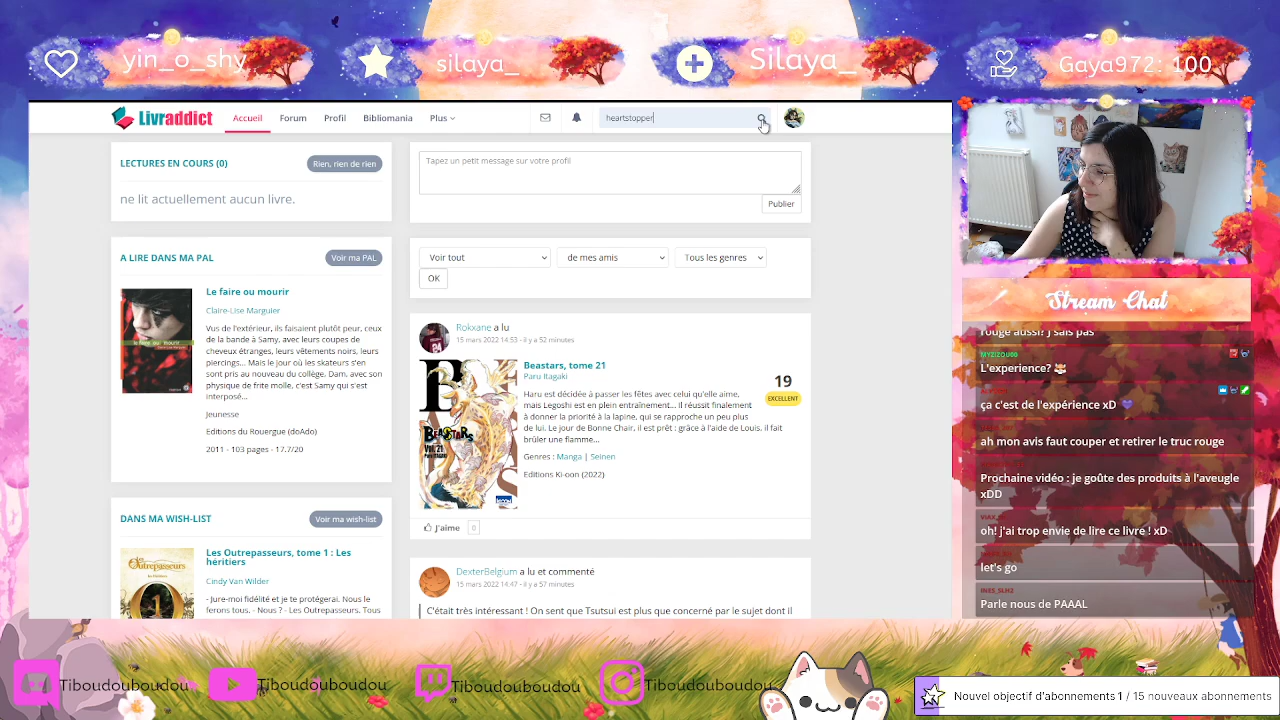 yin_o_shy
silaya_
Silaya_
Gaya972: 100
Livraddict
Accueil
Forum
Profil
Bibliomania
Plus
heartstopper
LECTURES EN COURS (0)
Rien, rien de rien
ne lit actuellement aucun livre.
A LIRE DANS MA PAL
Voir ma PAL
Le faire ou mourir
Claire-Lise Marguier
Vus de l'extérieur, ils faisaient plutôt peur, ceux
de la bande à Samy, avec leurs coupes de
cheveux étranges, leurs vêtements noirs, leurs
piercings... Mais le jour où les skateurs s'en
sont pris au nouveau du collège, Dam, avec son
physique de frite molle, c'est Samy qui s'est
interposé...
Jeunesse
Editions du Rouergue (doAdo)
2011 - 103 pages - 17.7/20
DANS MA WISH-LIST
Voir ma wish-list
Les Outrepasseurs, tome 1 : Les
héritiers
Cindy Van Wilder
- Jure-moi fidélité et je te protégerai. Nous le
ferons tous. - Nous ? - Les Outrepasseurs. Tous
Tapez un petit message sur votre profil
Publier
Voir tout
de mes amis
Tous les genres
OK
Rokxane a lu
15 mars 2022 14:53 - il y a 52 minutes
Beastars, tome 21
Paru Itagaki
Haru est décidée à passer les fêtes avec celui qu'elle aime,
mais Legoshi est en plein entraînement... Il réussit finalement
à donner la priorité à la lapine, qui se réjouit comme un peu
plus de le jour. Le jour de Bonne Chair, il est prêt : grâce à l'aide de Louis, il fait
brûler une flamme...
Genres : Manga | Seinen
Editions Ki-oon (2022)
19
EXCELLENT
BEASTARS
J'aime
0
DexterBelgium a lu et commenté
15 mars 2022 14:47 - il y a 57 minutes
C'était très intéressant ! On sent que Tsutsui est plus concerné par le sujet dont il
Stream Chat
rouge aussi? j sais pas
MYZIZOU80
L'experience?
ça c'est de l'expérience xD
ah mon avis faut couper et retirer le truc rouge
Prochaine vidéo : je goûte des produits à l'aveugle
xDD
oh! j'ai trop envie de lire ce livre ! xD
let's go
INES_SLH2
Parle nous de PAAAL
Tiboudouboudou
Tiboudouboudou
Tiboudouboudou
Tiboudouboudou
Nouvel objectif d'abonnements 1 / 15 nouveaux abonnements